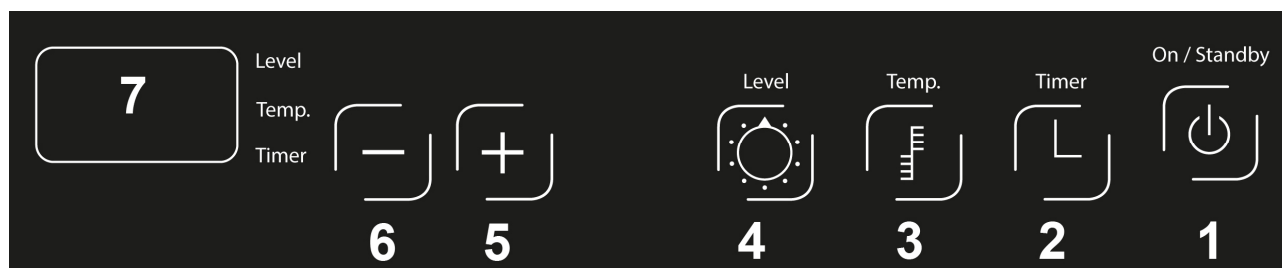 On / Standby
Level
Level Temp. Timer
7
Temp.
Timer
− +
6 5 4 3 2 1